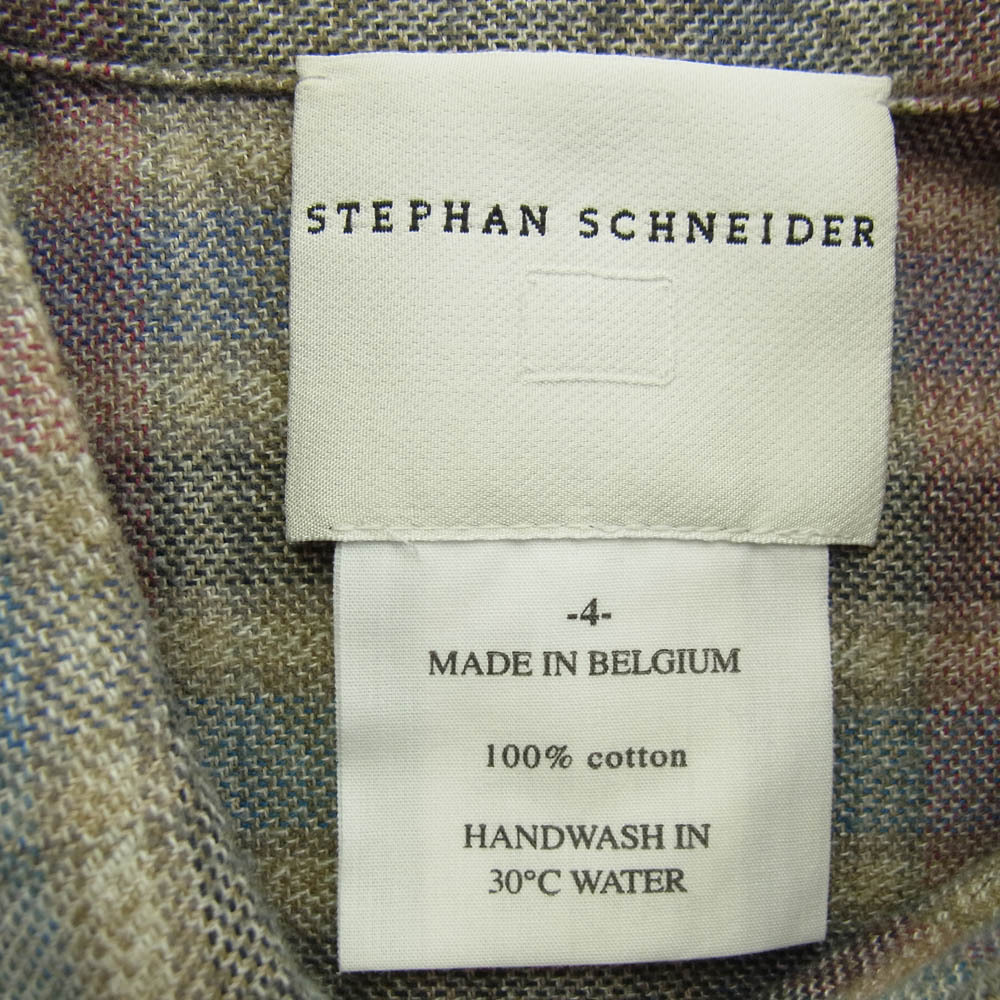 STEPHAN SCHNEIDER
-4-
MADE IN BELGIUM
100% cotton
HANDWASH IN
30°C WATER